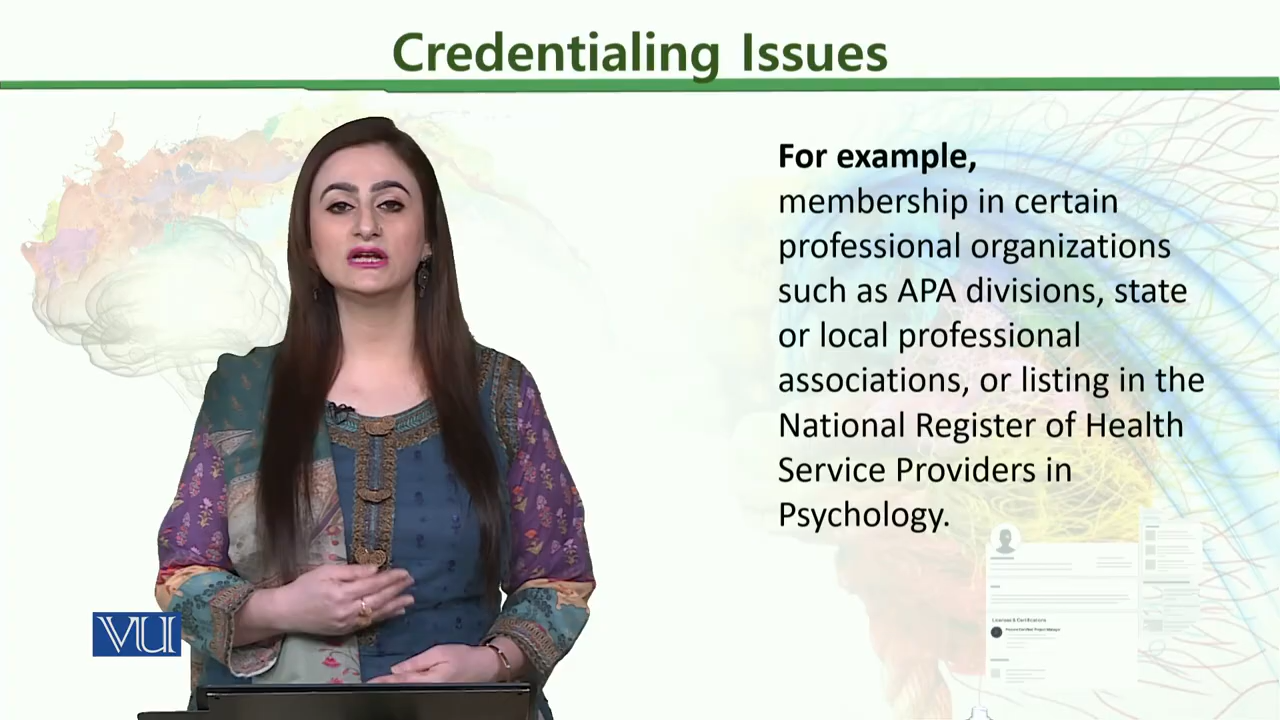 Credentialing Issues
For example,
membership in certain
professional organizations
such as APA divisions, state
or local professional
associations, or listing in the
National Register of Health
Service Providers in
Psychology.
VU
Licenses & Certifications